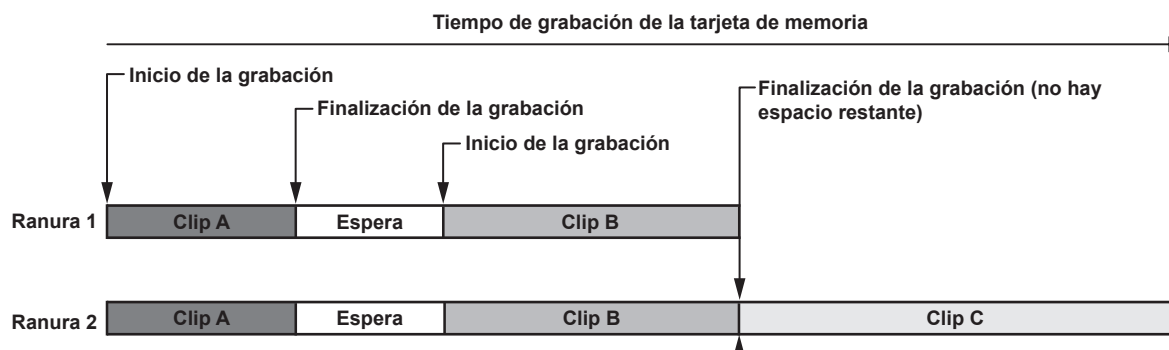 Tiempo de grabación de la tarjeta de memoria
Inicio de la grabación
Finalización de la grabación
Inicio de la grabación
Finalización de la grabación (no hay
espacio restante)
Ranura 1
Clip A
Espera
Clip B
Ranura 2
Clip A
Espera
Clip B
Clip C